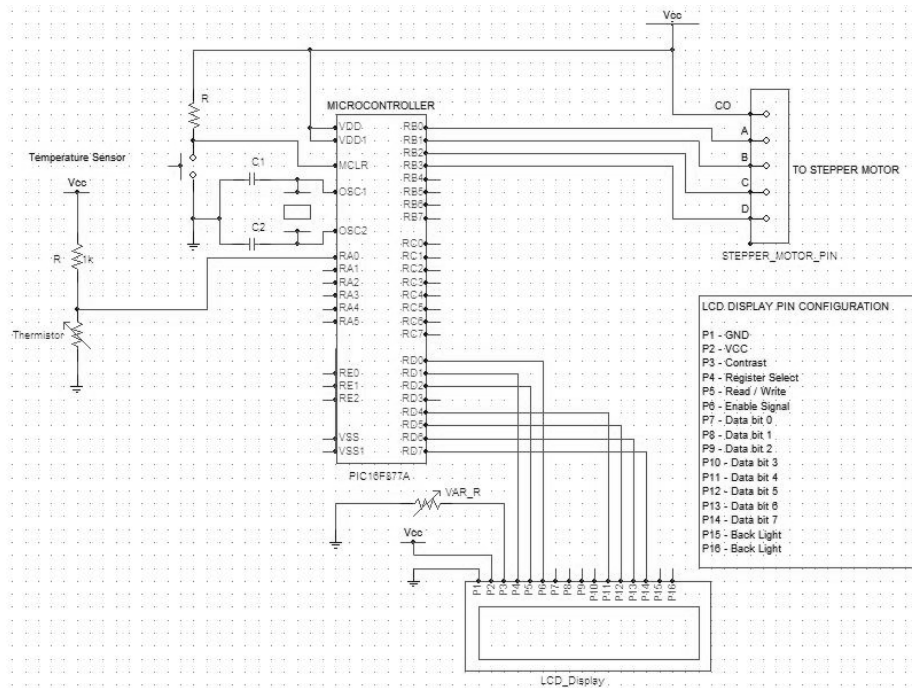 Vcc
R
MICROCONTROLLER
VDD
VDD1
MCLR
OSC1
OSC2
RA0
RA1
RA2
RA3
RA4
RA5
RE0
RE1
RE2
VSS
VSS1
RB0
RB1
RB2
RB3
RB4
RB5
RB6
RB7
RC0
RC1
RC2
RC3
RC4
RC5
RC6
RC7
RD0
RD1
RD2
RD3
RD4
RD5
RD6
RD7
PIC16F877A
CO
A
B
C
D
TO STEPPER MOTOR
STEPPER_MOTOR_PIN
Temperature Sensor
Vcc
C1
C2
R 1k
Thermistor
LCD DISPLAY PIN CONFIGURATION
P1 - GND
P2 - VCC
P3 - Contrast
P4 - Register Select
P5 - Read / Write
P6 - Enable Signal
P7 - Data bit 0
P8 - Data bit 1
P9 - Data bit 2
P10 - Data bit 3
P11 - Data bit 4
P12 - Data bit 5
P13 - Data bit 6
P14 - Data bit 7
P15 - Back Light
P16 - Back Light
VAR_R
Vcc
P1
P2
P3
P4
P5
P6
P7
P8
P9
P10
P11
P12
P13
P14
P15
P16
LCD_Display